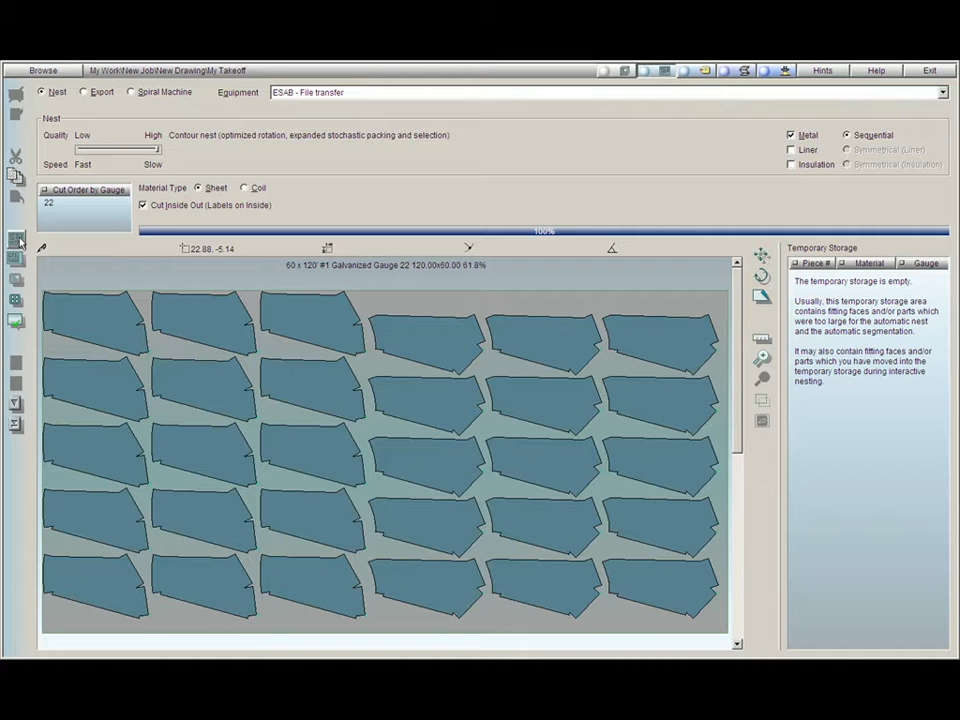 Browse My Work\New Job\New Drawing\My Takeoff Hints Help Exit
Nest Export Spiral Machine Equipment ESAB - File transfer
Nest
Quality Low High Contour nest (optimized rotation, expanded stochastic packing and selection) Metal Sequential
Liner Symmetrical (Liner)
Speed Fast Slow Insulation Symmetrical (Insulation)
Cut Order by Gauge Material Type Sheet Coil
22 Cut Inside Out (Labels on Inside)
100%
22.88, -5.14 Temporary Storage
60 x 120' #1 Galvanized Gauge 22 120.00x60.00 61.8% Piece # Material Gauge
The temporary storage is empty.
Usually, this temporary storage area
contains fitting faces and/or parts which
were too large for the automatic nest
and the automatic segmentation.
It may also contain fitting faces and/or
parts which you have moved into the
temporary storage during interactive
nesting.